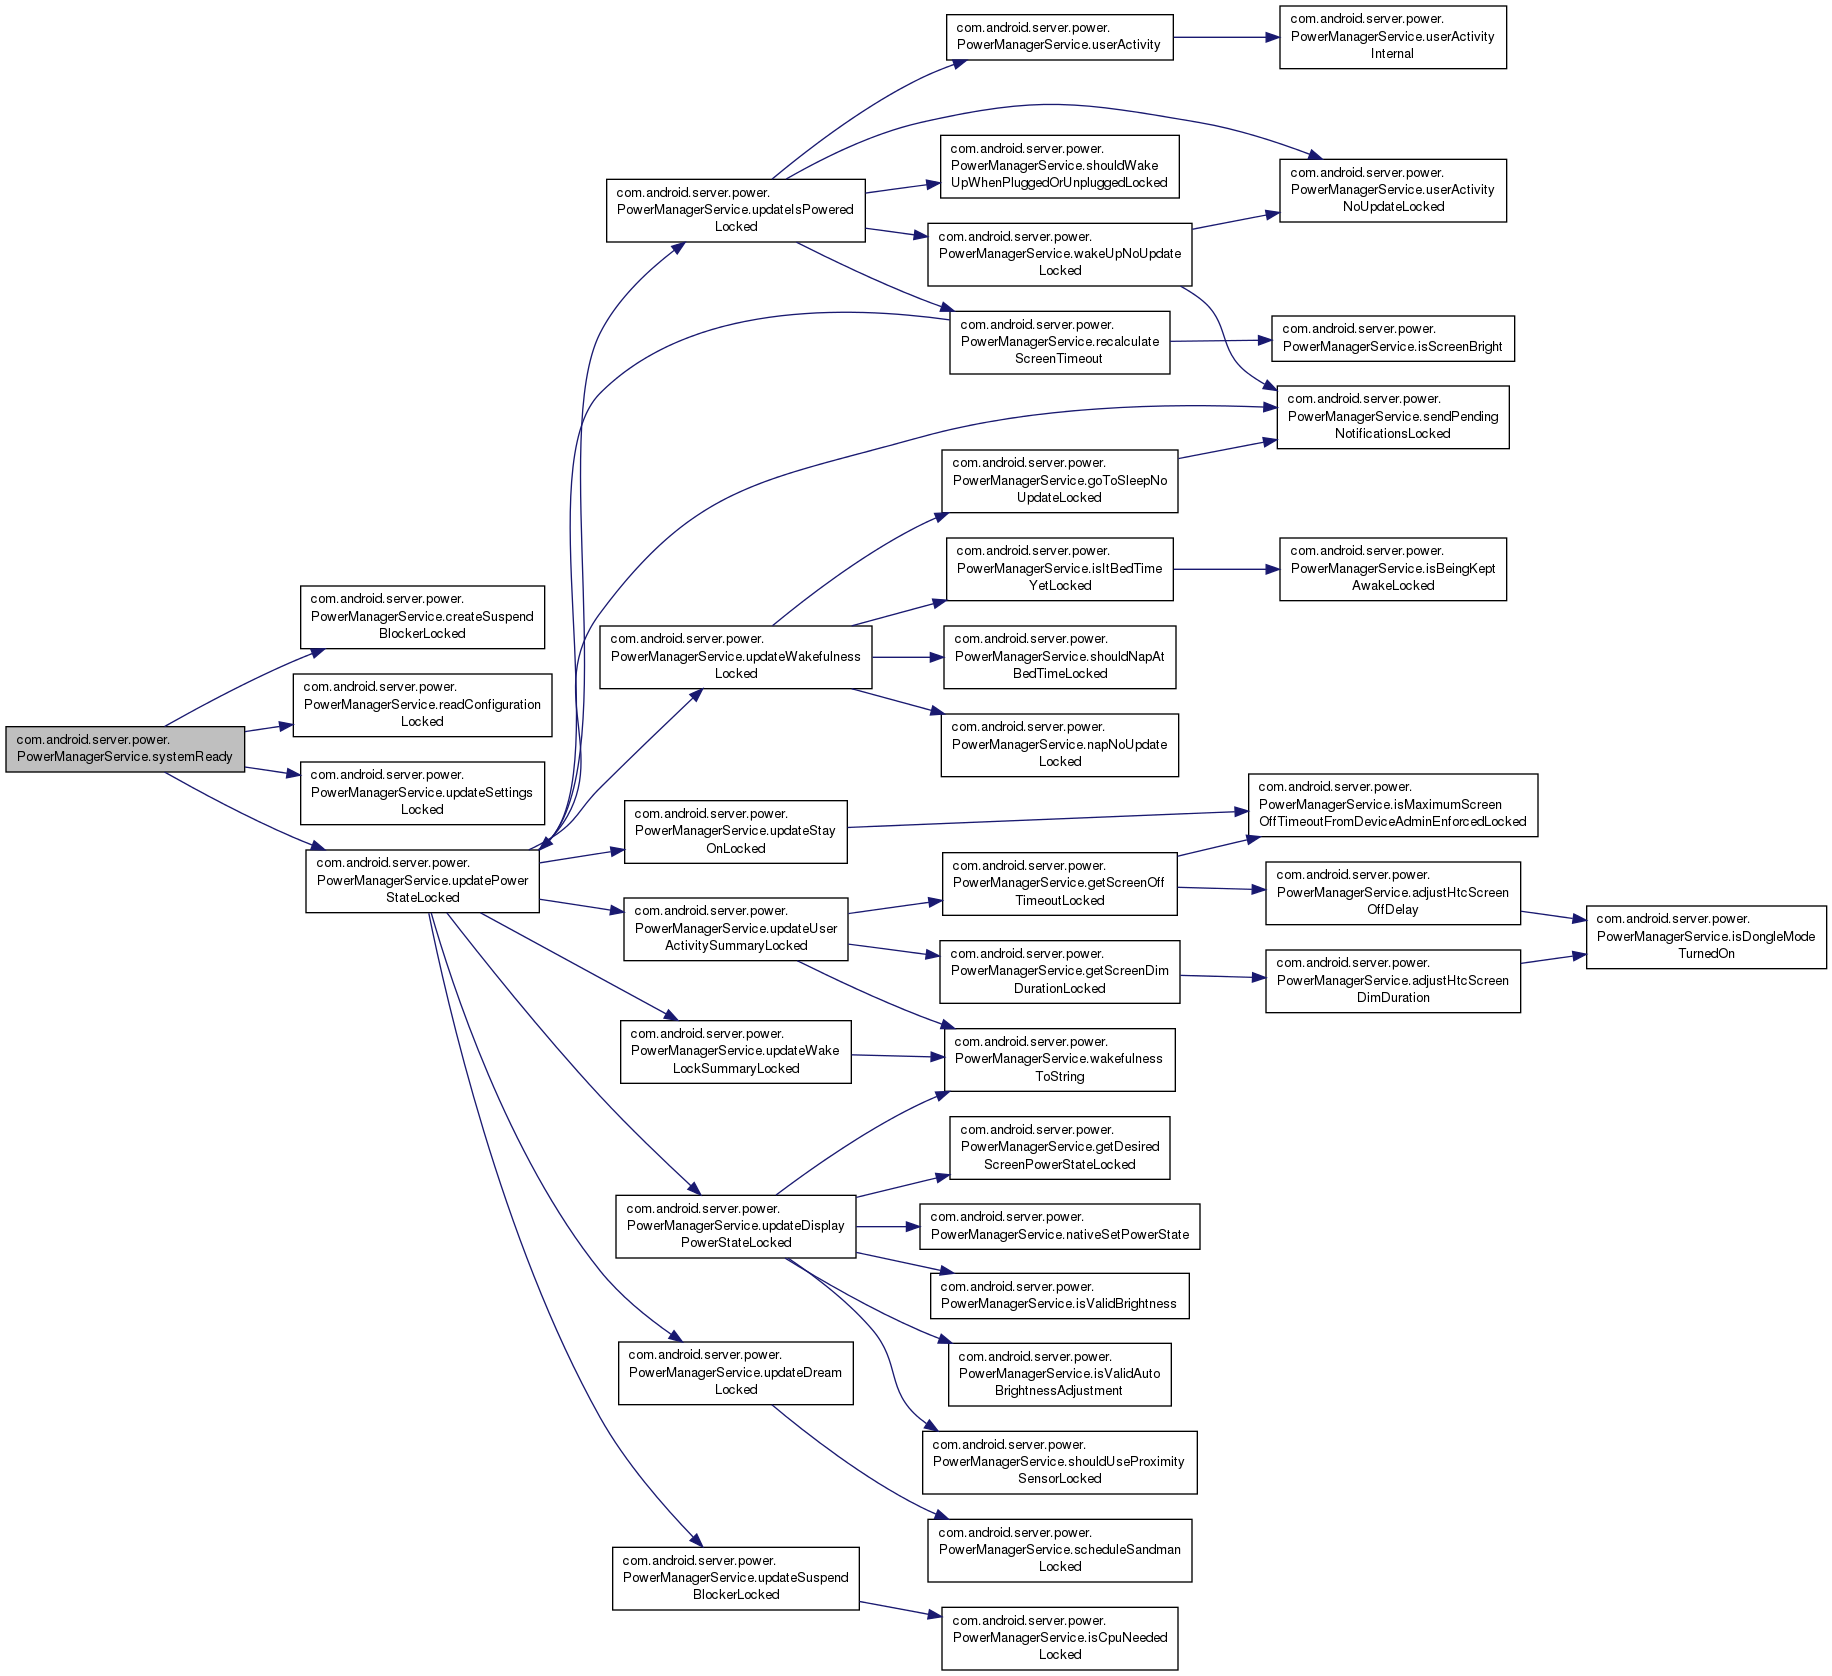 com.android.server.power.
PowerManagerService.systemReady
com.android.server.power.
PowerManagerService.createSuspend
BlockerLocked
com.android.server.power.
PowerManagerService.readConfiguration
Locked
com.android.server.power.
PowerManagerService.updateSettings
Locked
com.android.server.power.
PowerManagerService.updatePower
StateLocked
com.android.server.power.
PowerManagerService.updateIsPowered
Locked
com.android.server.power.
PowerManagerService.updateWakefulness
Locked
com.android.server.power.
PowerManagerService.updateStay
OnLocked
com.android.server.power.
PowerManagerService.updateUser
ActivitySummaryLocked
com.android.server.power.
PowerManagerService.updateWake
LockSummaryLocked
com.android.server.power.
PowerManagerService.updateDisplay
PowerStateLocked
com.android.server.power.
PowerManagerService.updateDream
Locked
com.android.server.power.
PowerManagerService.updateSuspend
BlockerLocked
com.android.server.power.
PowerManagerService.userActivity
com.android.server.power.
PowerManagerService.shouldWake
UpWhenPluggedOrUnpluggedLocked
com.android.server.power.
PowerManagerService.wakeUpNoUpdate
Locked
com.android.server.power.
PowerManagerService.recalculate
ScreenTimeout
com.android.server.power.
PowerManagerService.goToSleepNo
UpdateLocked
com.android.server.power.
PowerManagerService.isItBedTime
YetLocked
com.android.server.power.
PowerManagerService.shouldNapAt
BedTimeLocked
com.android.server.power.
PowerManagerService.napNoUpdate
Locked
com.android.server.power.
PowerManagerService.getScreenOff
TimeoutLocked
com.android.server.power.
PowerManagerService.getScreenDim
DurationLocked
com.android.server.power.
PowerManagerService.wakefulness
ToString
com.android.server.power.
PowerManagerService.getDesired
ScreenPowerStateLocked
com.android.server.power.
PowerManagerService.nativeSetPowerState
com.android.server.power.
PowerManagerService.isValidBrightness
com.android.server.power.
PowerManagerService.isValidAuto
BrightnessAdjustment
com.android.server.power.
PowerManagerService.shouldUseProximity
SensorLocked
com.android.server.power.
PowerManagerService.scheduleSandman
Locked
com.android.server.power.
PowerManagerService.isCpuNeeded
Locked
com.android.server.power.
PowerManagerService.userActivity
Internal
com.android.server.power.
PowerManagerService.userActivity
NoUpdateLocked
com.android.server.power.
PowerManagerService.isScreenBright
com.android.server.power.
PowerManagerService.sendPending
NotificationsLocked
com.android.server.power.
PowerManagerService.isBeingKept
AwakeLocked
com.android.server.power.
PowerManagerService.isMaximumScreen
OffTimeoutFromDeviceAdminEnforcedLocked
com.android.server.power.
PowerManagerService.adjustHtcScreen
OffDelay
com.android.server.power.
PowerManagerService.adjustHtcScreen
DimDuration
com.android.server.power.
PowerManagerService.isDongleMode
TurnedOn